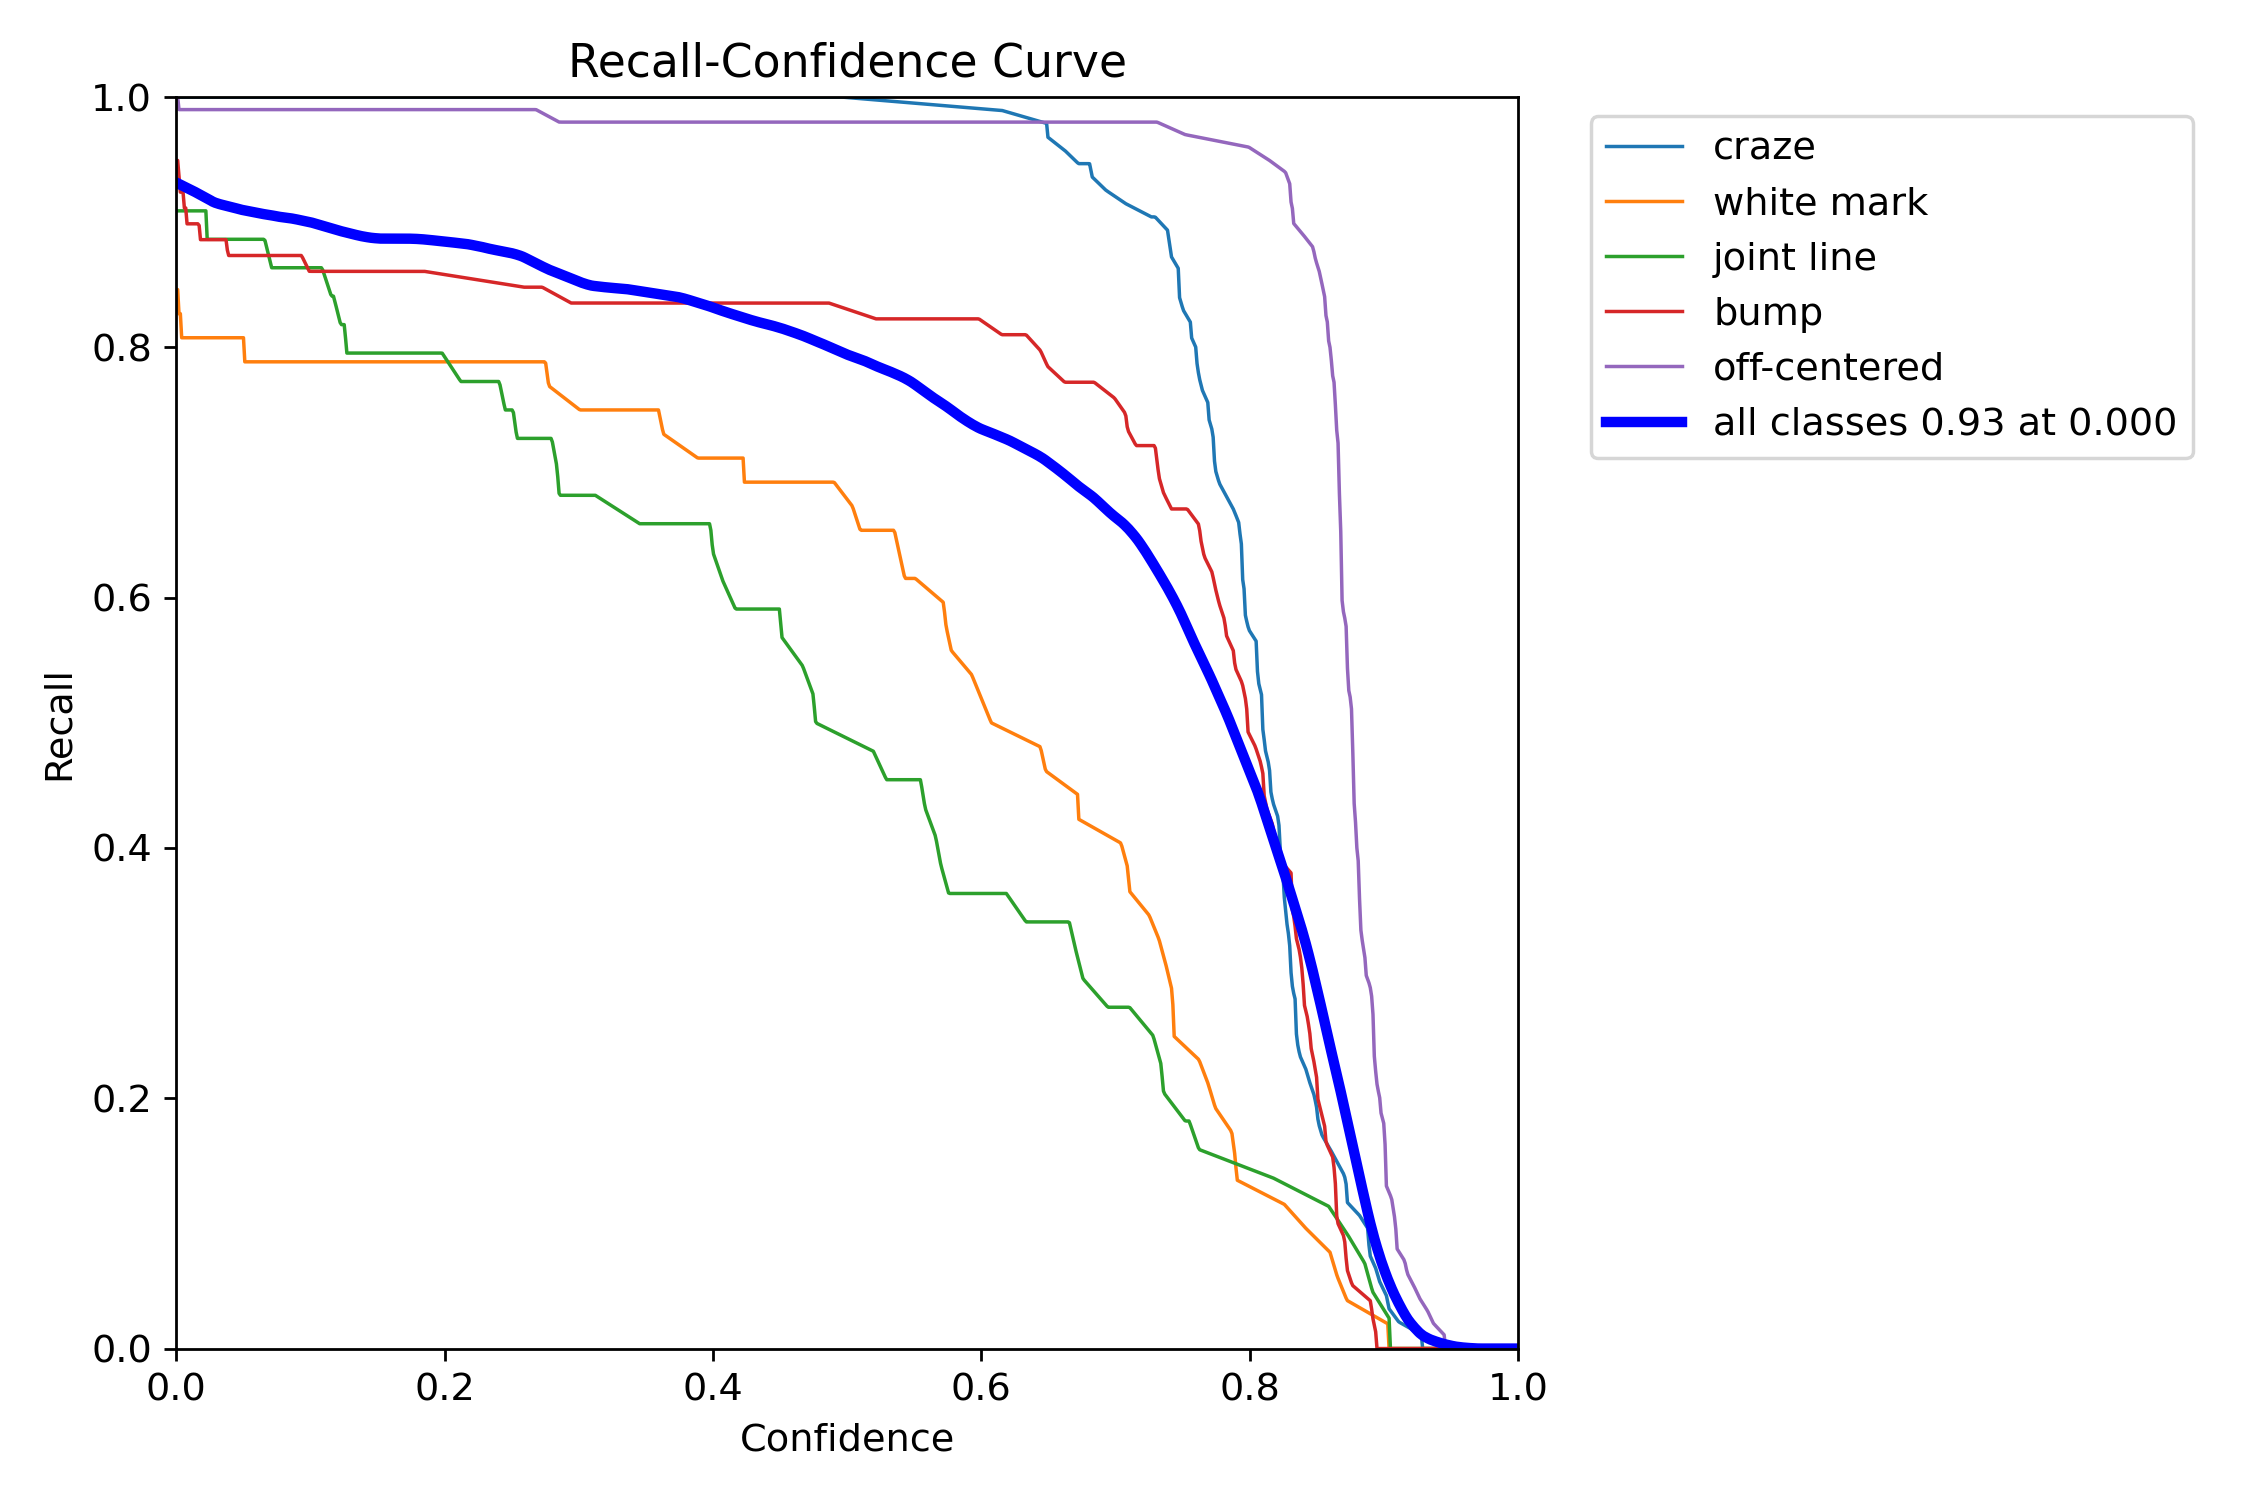 Recall-Confidence Curve
1.0
0.8
0.6
0.4
0.2
0.0
Recall
0.0 0.2 0.4 0.6 0.8 1.0
Confidence
craze
white mark
joint line
bump
off-centered
all classes 0.93 at 0.000